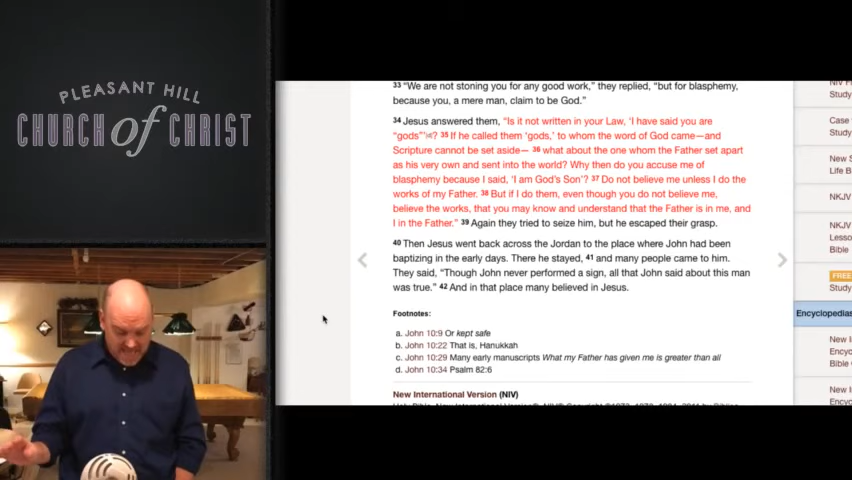 PLEASANT HILL
CHURCH of CHRIST
33 "We are not stoning you for any good work," they replied, "but for blasphemy,
because you, a mere man, claim to be God."
34 Jesus answered them, "Is it not written in your Law, 'I have said you are
"gods"'[d]? 35 If he called them 'gods,' to whom the word of God came—and
Scripture cannot be set aside— 36 what about the one whom the Father set apart
as his very own and sent into the world? Why then do you accuse me of
blasphemy because I said, 'I am God's Son'? 37 Do not believe me unless I do the
works of my Father. 38 But if I do them, even though you do not believe me,
believe the works, that you may know and understand that the Father is in me, and
I in the Father." 39 Again they tried to seize him, but he escaped their grasp.
40 Then Jesus went back across the Jordan to the place where John had been
baptizing in the early days. There he stayed, 41 and many people came to him.
They said, "Though John never performed a sign, all that John said about this man
was true." 42 And in that place many believed in Jesus.
Footnotes:
a. John 10:9 Or kept safe
b. John 10:22 That is, Hanukkah
c. John 10:29 Many early manuscripts What my Father has given me is greater than all
d. John 10:34 Psalm 82:6
New International Version (NIV)
Study
Case
Study
New S
Life B
NKJV
NKJV
Lesso
Bible
FREE
Study
Encyclopedias
New I
Encyc
Bible
New I
Encyc